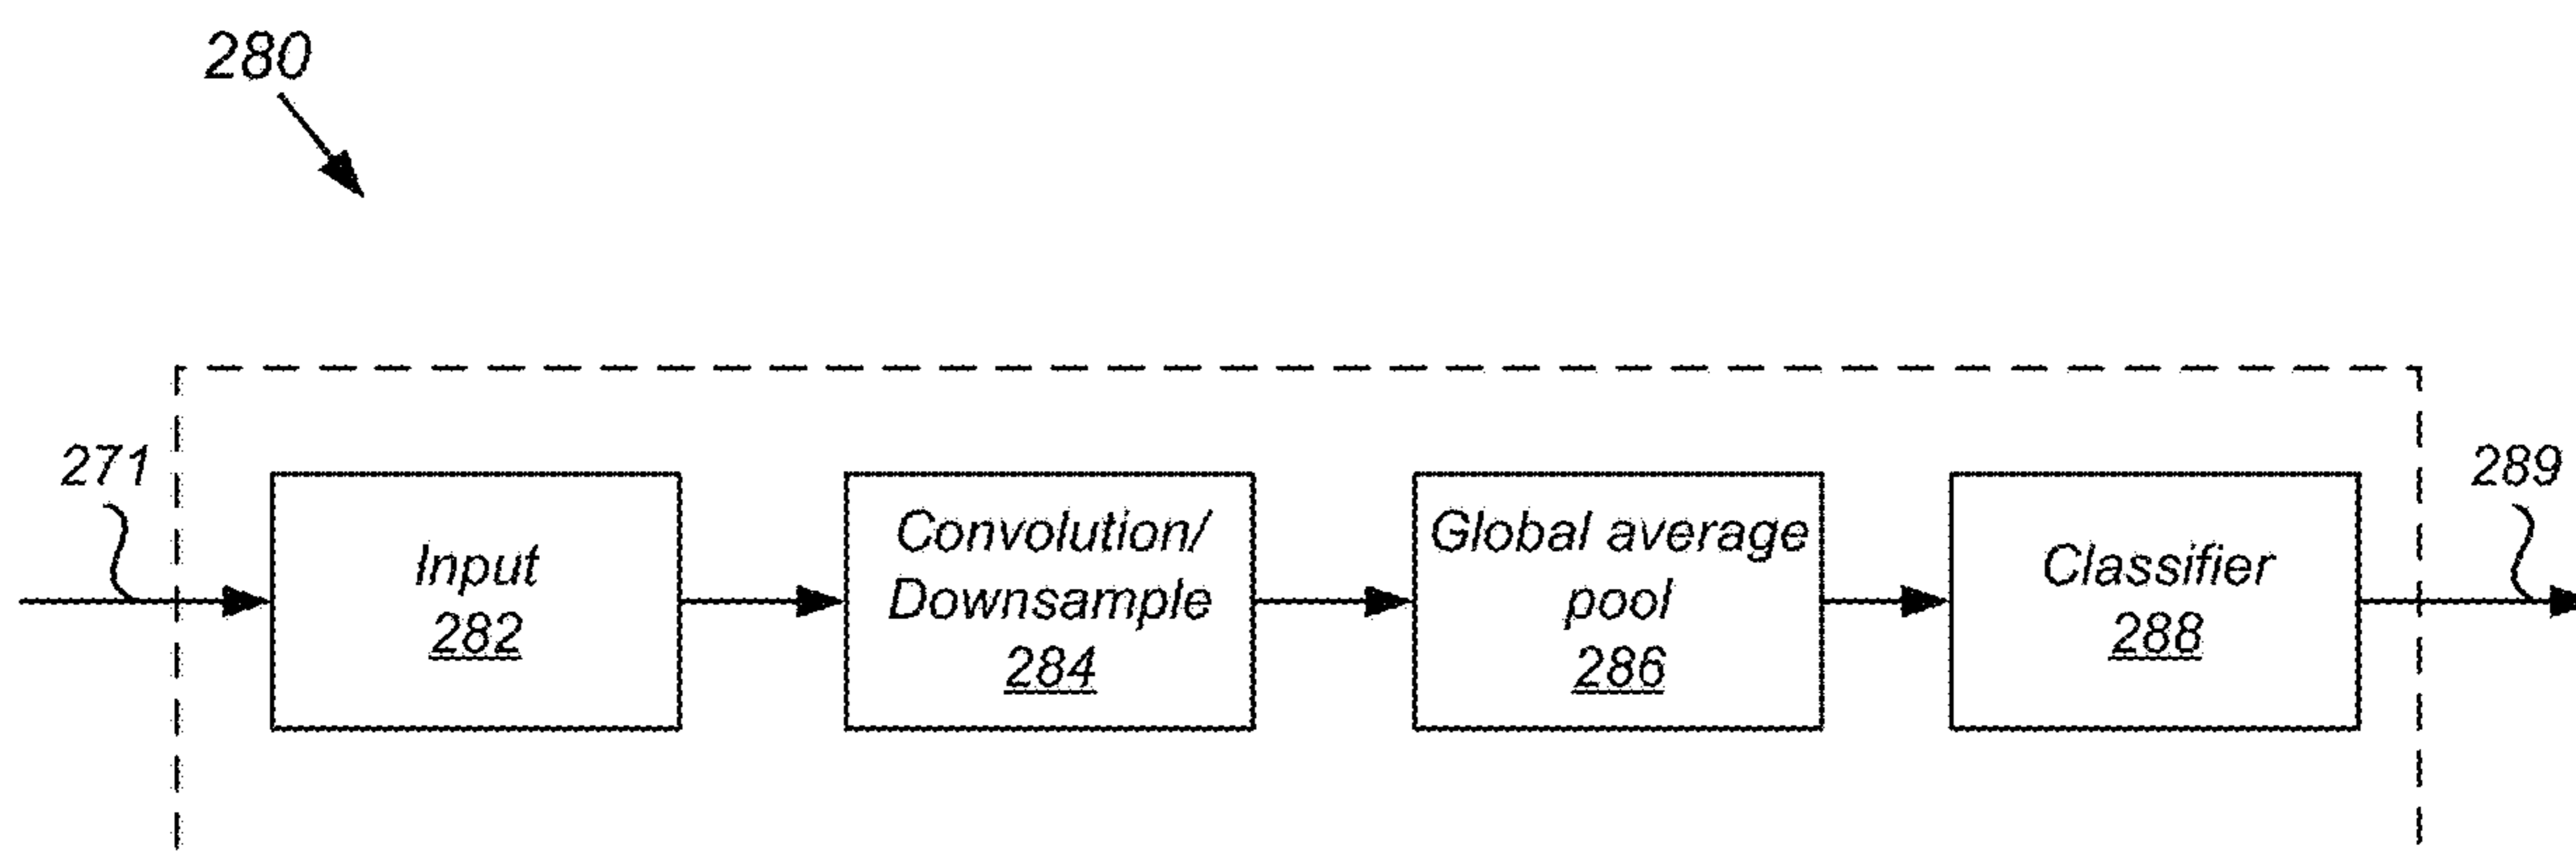 280
271
Input
282
Convolution/
Downsample
284
Global average
pool
286
Classifier
288
289